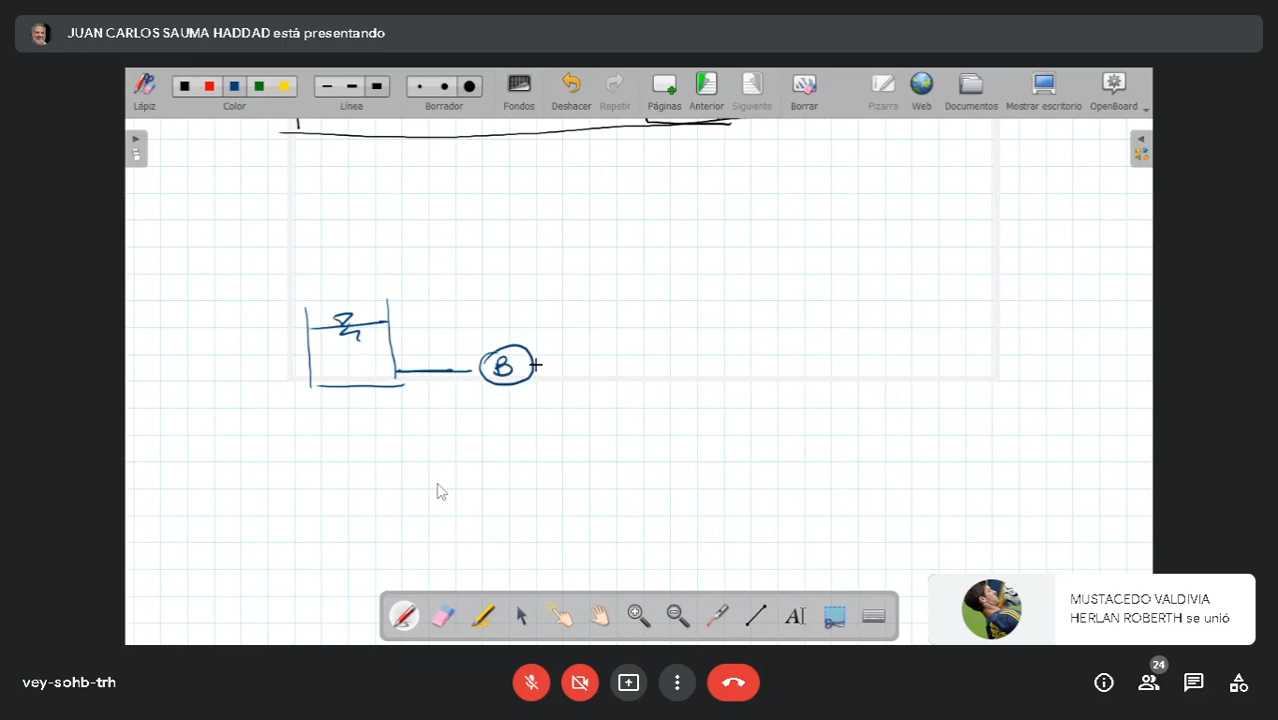 JUAN CARLOS SAUMA HADDAD está presentando
Lápiz
Color
Línea
Borrador
Fondos
Deshacer
Repetir
Páginas
Anterior
Siguiente
Borrar
Pizarra
Web
Documentos
Mostrar escritorio
OpenBoard
B
A
MUSTACEDO VALDIVIA
HERLAN ROBERTH se unió
vey-sohb-trh
24